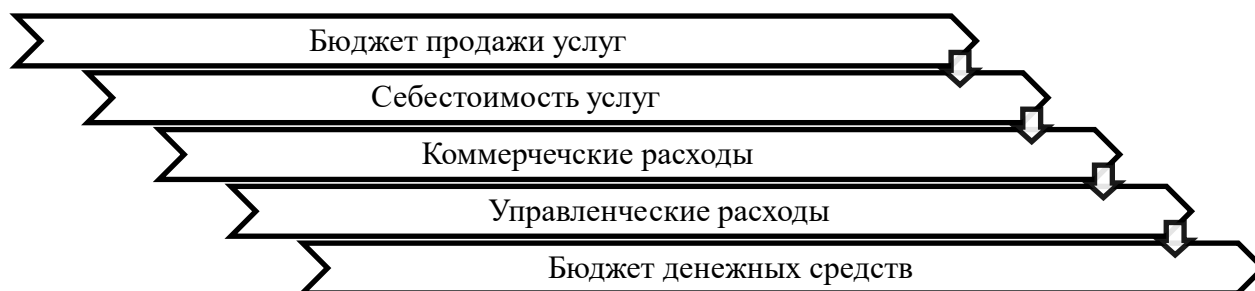 Бюджет продажи услуг
Себестоимость услуг
Коммерчечские расходы
Управленческие расходы
Бюджет денежных средств